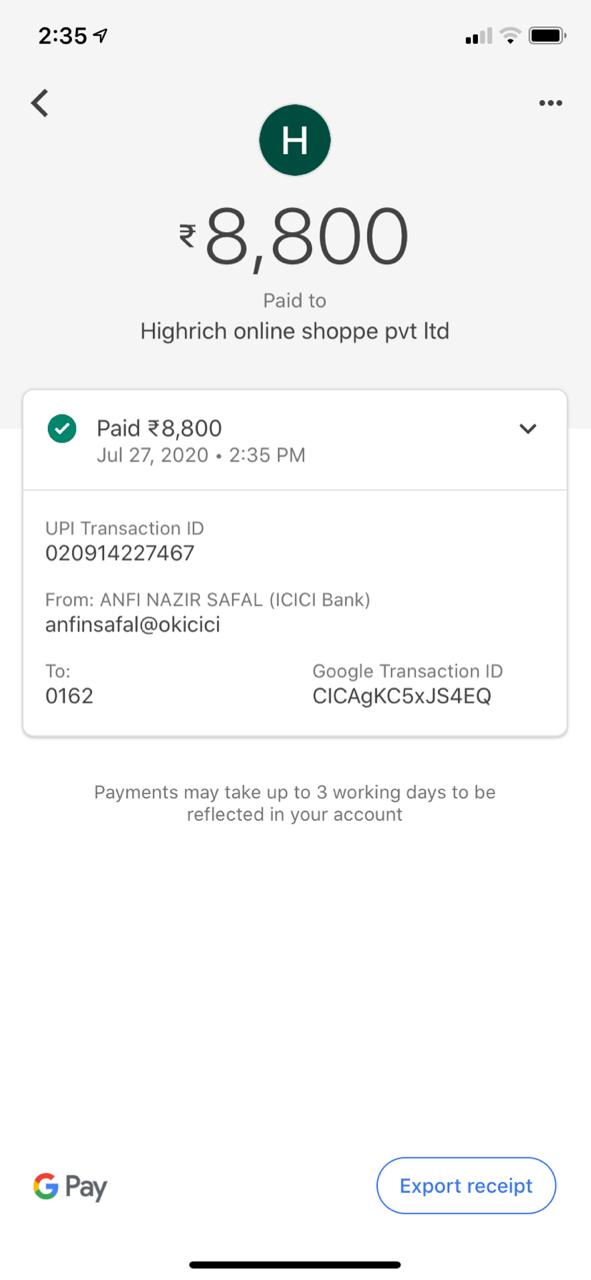 2:35
H
₹8,800
Paid to
Highrich online shoppe pvt ltd
Paid ₹8,800
Jul 27, 2020 • 2:35 PM
UPI Transaction ID
020914227467
From: ANFI NAZIR SAFAL (ICICI Bank)
anfinsafal@okicici
To:
0162
Google Transaction ID
CICAgKC5xJS4EQ
Payments may take up to 3 working days to be
reflected in your account
G Pay
Export receipt